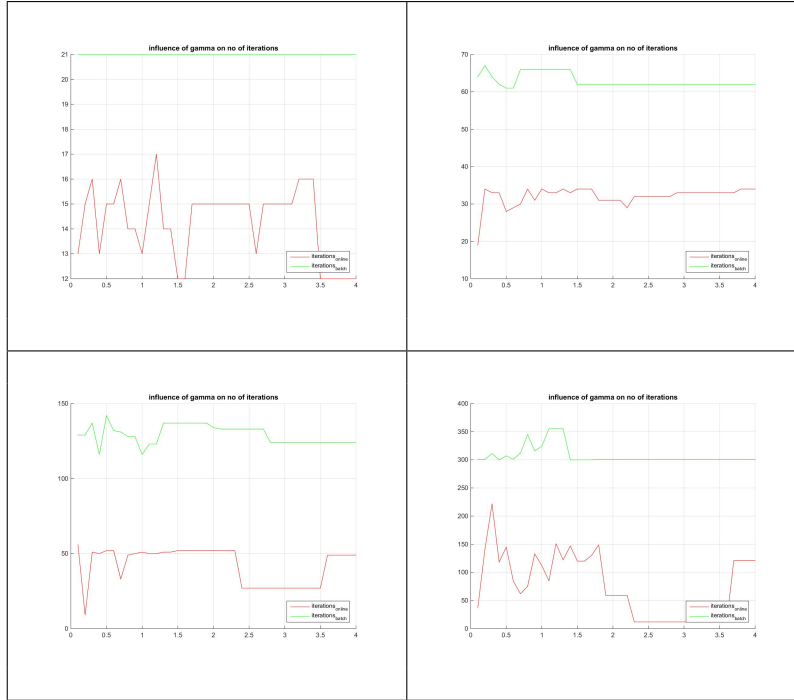 influence of gamma on no of iterations
21
20
19
18
17
16
15
14
13
12
0 0.5 1 1.5 2 2.5 3 3.5 4
iterations_online
iterations_batch
influence of gamma on no of iterations
70
60
50
40
30
20
10
0 0.5 1 1.5 2 2.5 3 3.5 4
iterations_online
iterations_batch
influence of gamma on no of iterations
150
100
50
0
0 0.5 1 1.5 2 2.5 3 3.5 4
iterations_online
iterations_batch
influence of gamma on no of iterations
400
350
300
250
200
150
100
50
0
0 0.5 1 1.5 2 2.5 3 3.5 4
iterations_online
iterations_batch